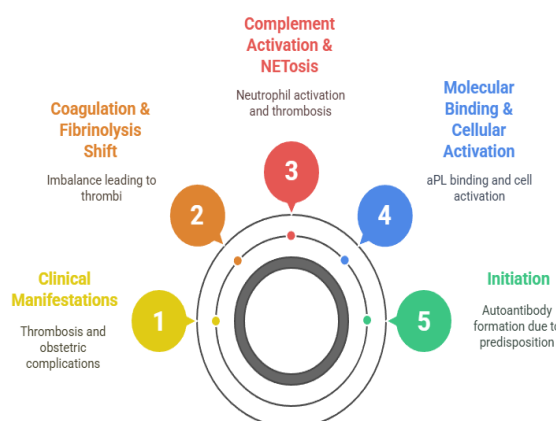 Complement
Activation &
NETosis
Neutrophil activation
and thrombosis
Coagulation &
Fibrinolysis
Shift
Imbalance leading to
thrombi
Molecular
Binding &
Cellular
Activation
aPL binding and cell
activation
3
2
4
Clinical
Manifestations
Thrombosis and
obstetric
complications
1
5
Initiation
Autoantibody
formation due
predisposition